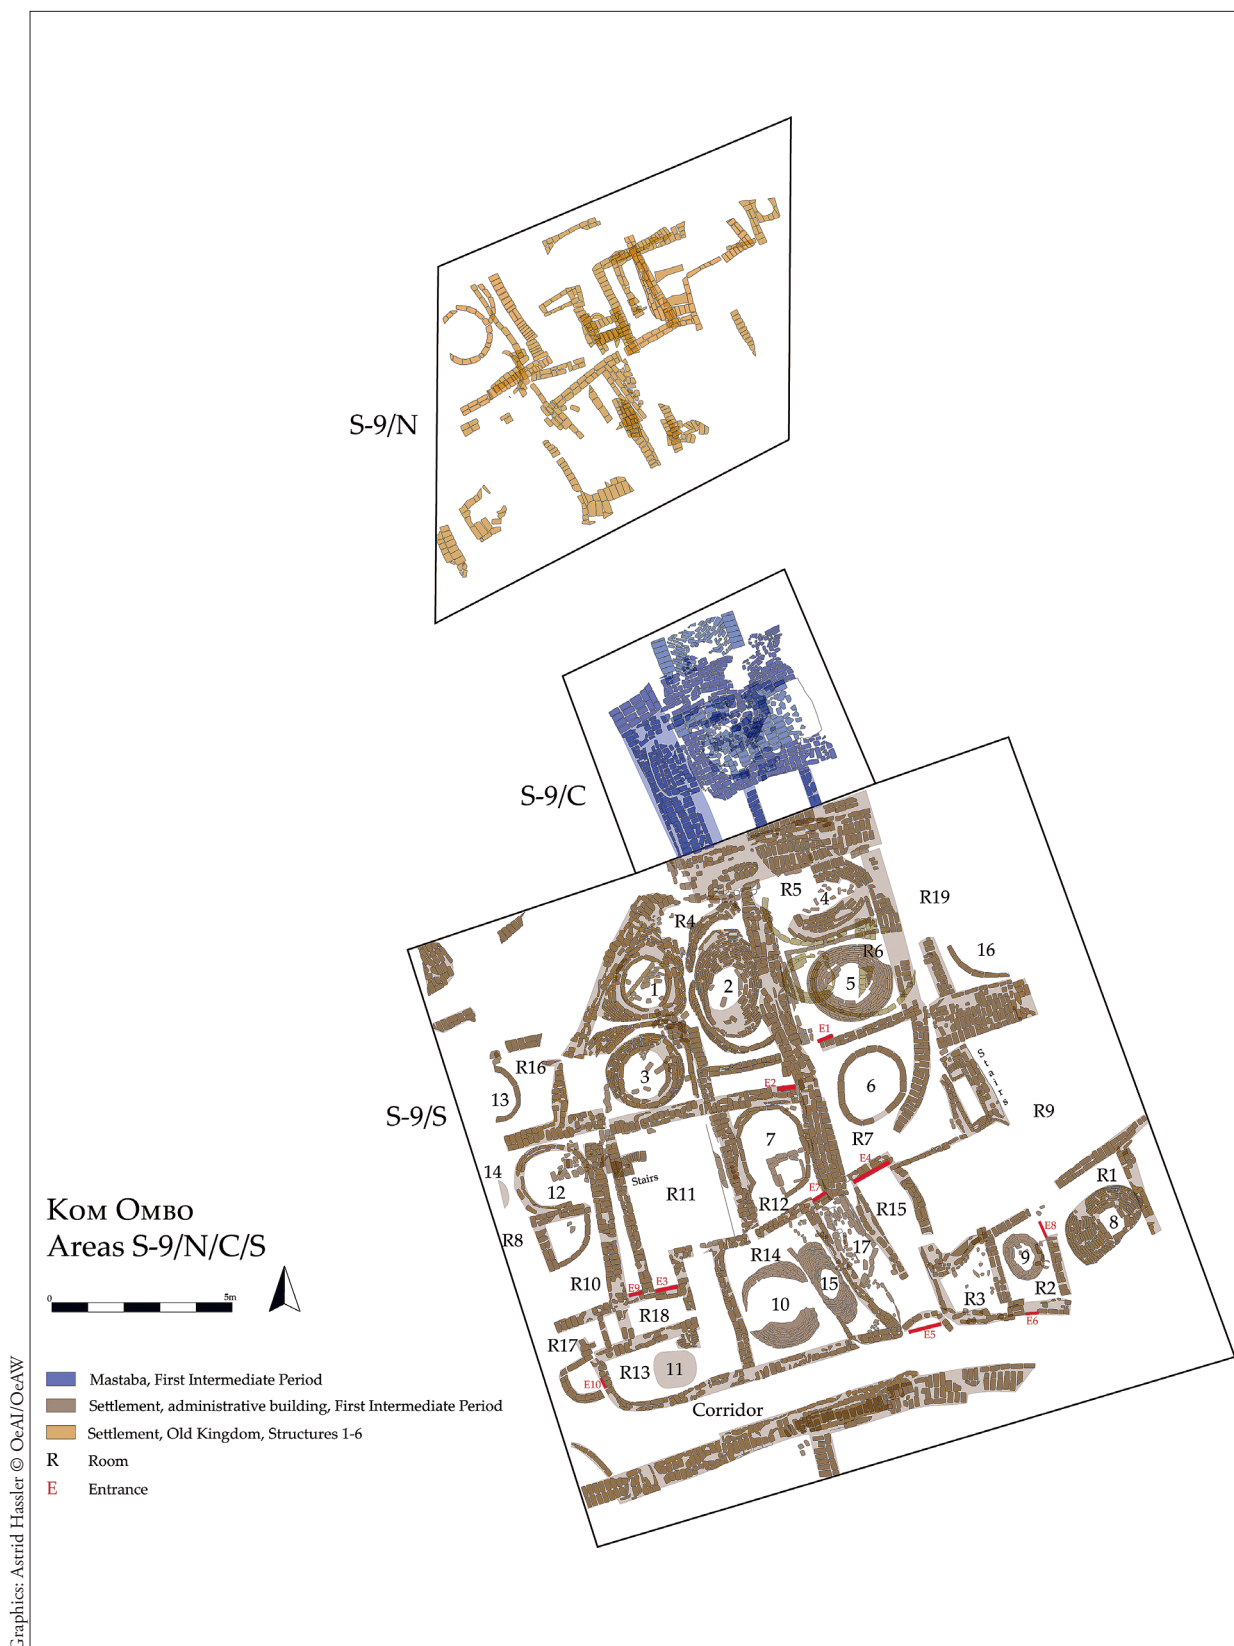 S-9/N
S-9/C
S-9/S
R5
4
R19
R4
R6
16
1
2
5
E1
Stairs
R16
3
E2
6
13
R9
7
R7
14
E4
R1
12
Stairs
R11
E7
R12
R15
8
R8
E8
R14
17
9
R10
E9
E3
15
R2
R18
10
R3
E6
R17
E5
R13
11
E10
Corridor
Kom Ombo
Areas S-9/N/C/S
0
5m
Mastaba, First Intermediate Period
Settlement, administrative building, First Intermediate Period
Settlement, Old Kingdom, Structures 1-6
R Room
E Entrance
Graphics: Astrid Hassler © OeAI/OeAW